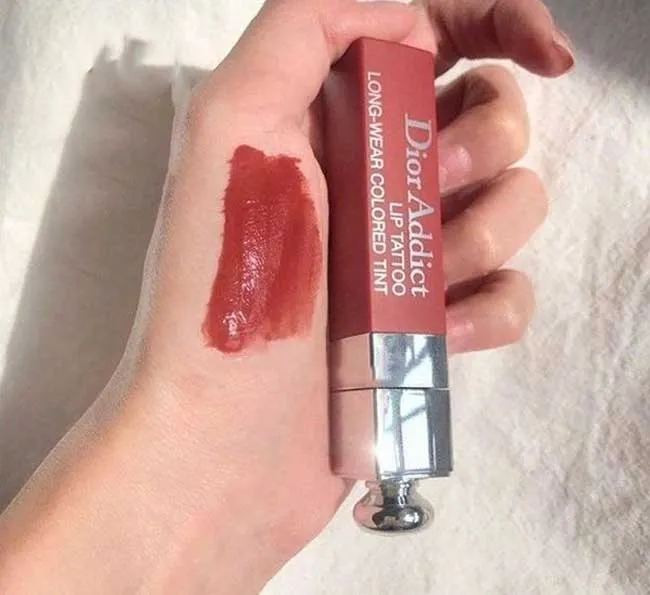 Dior Addict
LIP TATTOO
LONG-WEAR COLORED TINT